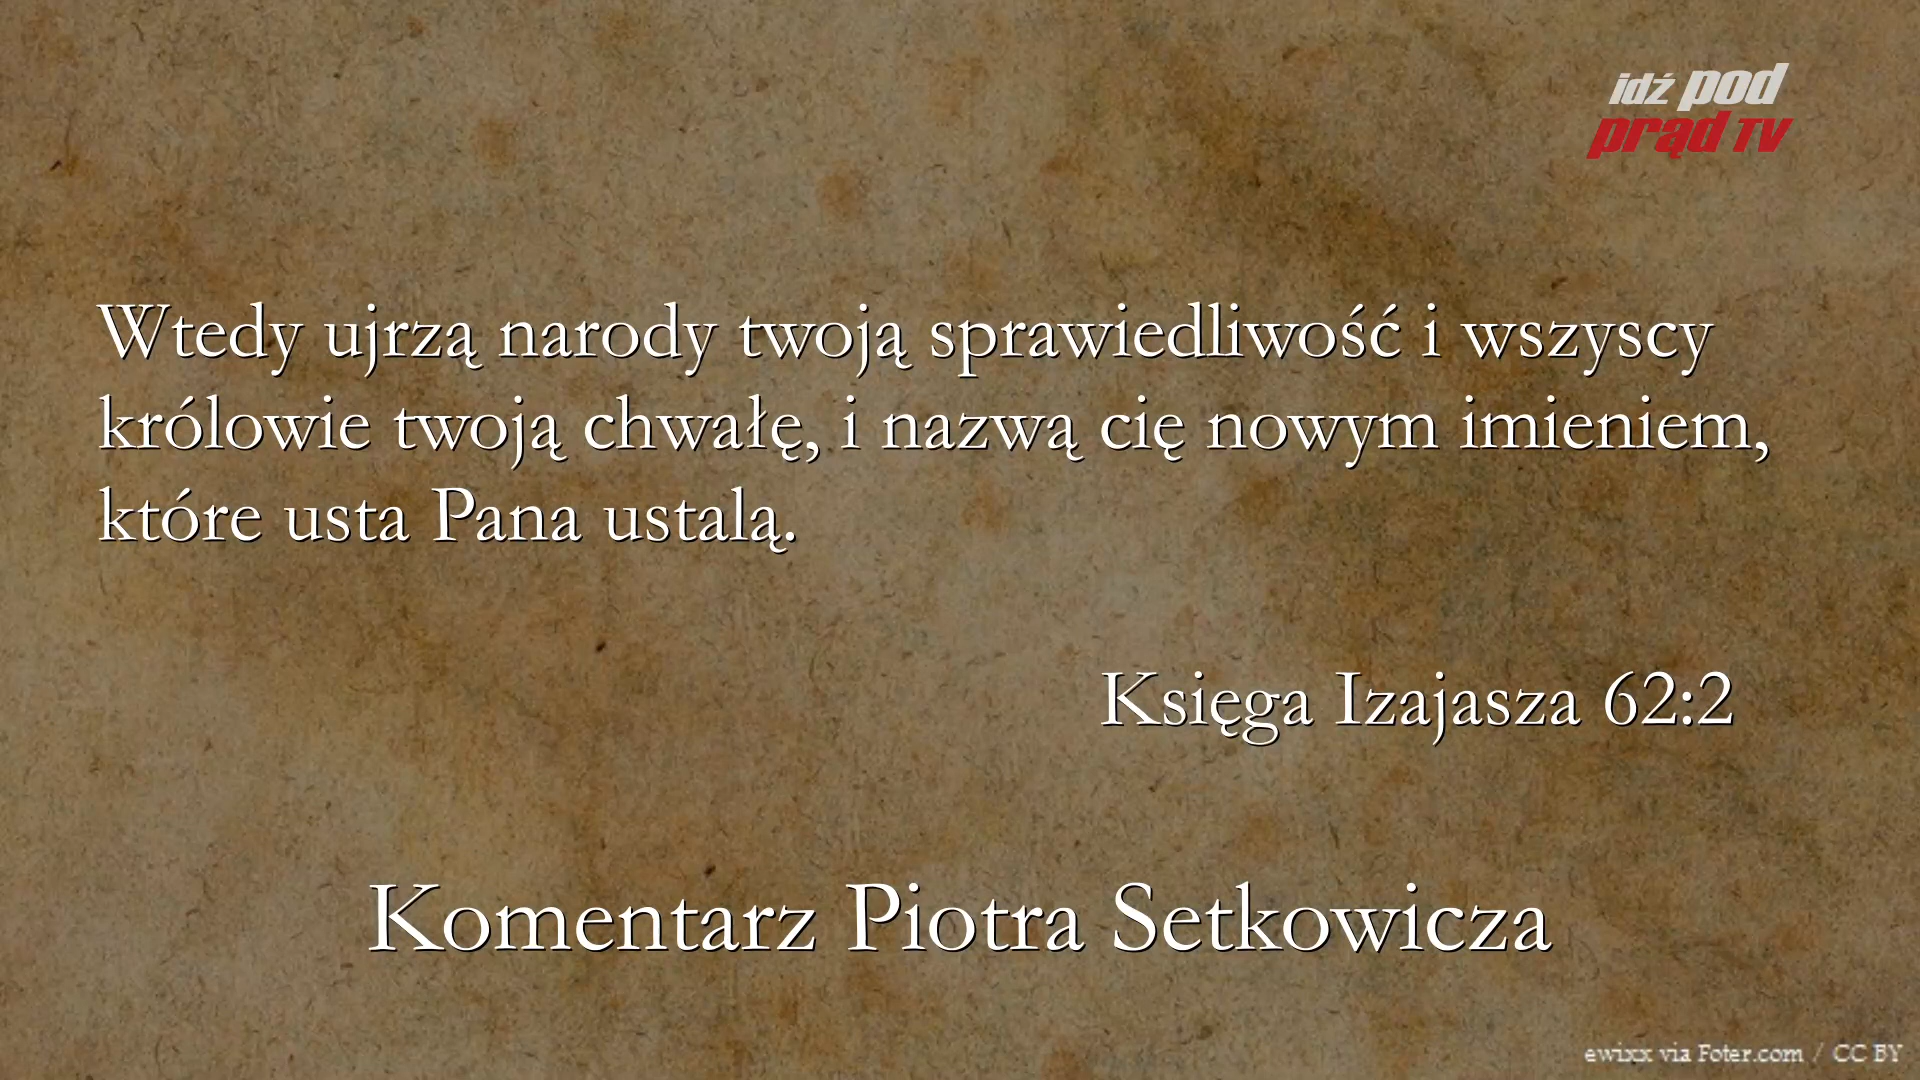 idź pod
prąd TV
Wtedy ujrzą narody twoją sprawiedliwość i wszyscy
królowie twoją chwałę, i nazwą cię nowym imieniem,
które usta Pana ustalą.
Księga Izajasza 62:2
Komentarz Piotra Setkowicza
ewixx via Foter.com / CC BY